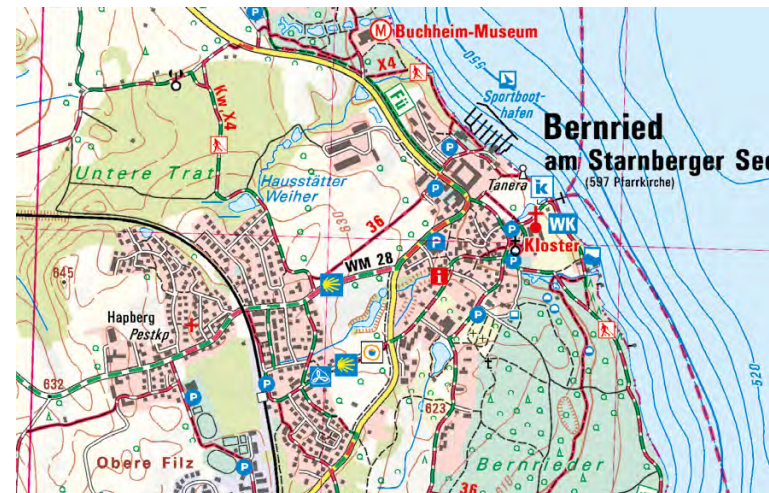 M Buchheim-Museum
X4
550
Fü
Sportboot-
hafen
Kw, X4
Bernried
am Starnberger See
(597 Pfarrkirche)
Untere Trat
Hausstätter
Weiher
630
Tanera
k
WK
36
Kloster
WM 28
645
i
Hapberg
Pestkp
632
623
520
Obere Filz
Bernrieder
36
610
P
P
P
P
P
P
P
P
P
P
P